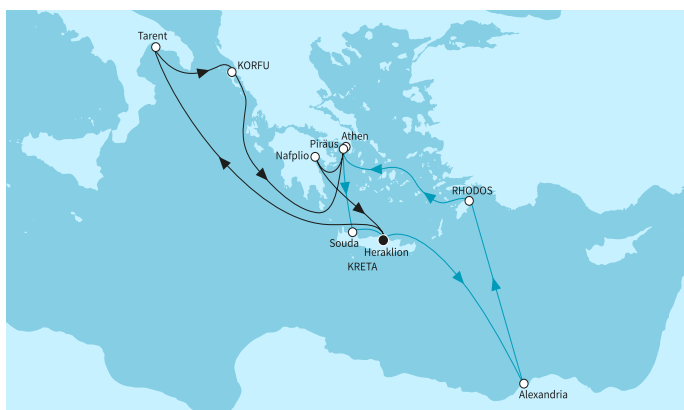 Tarent
KORFU
Athen
Piräus
Nafplio
RHODOS
Souda
Heraklion
KRETA
Alexandria